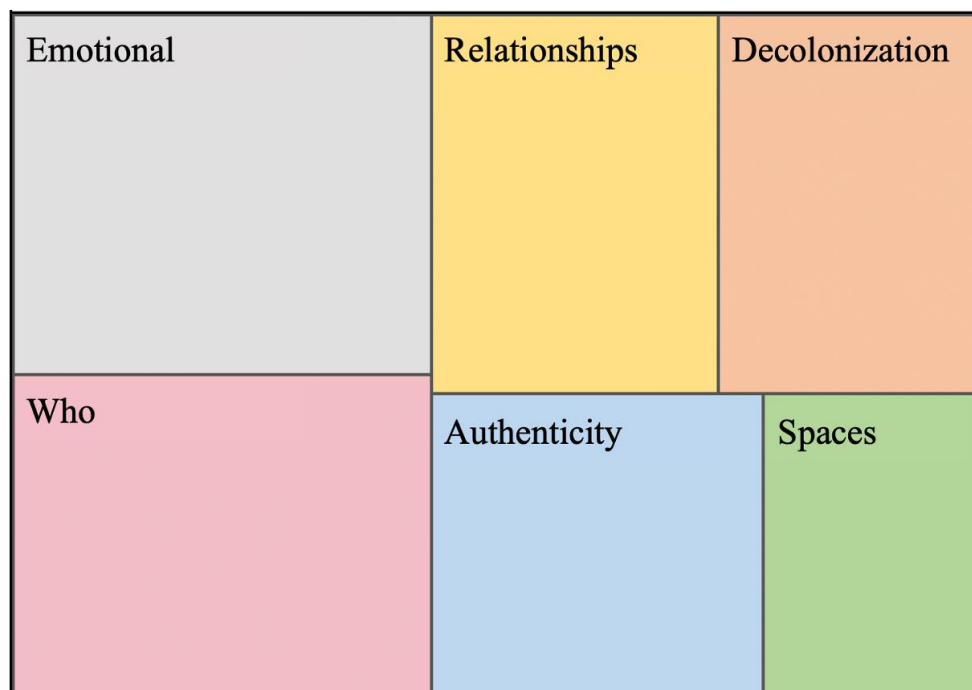 Emotional
Relationships
Decolonization
Who
Authenticity
Spaces